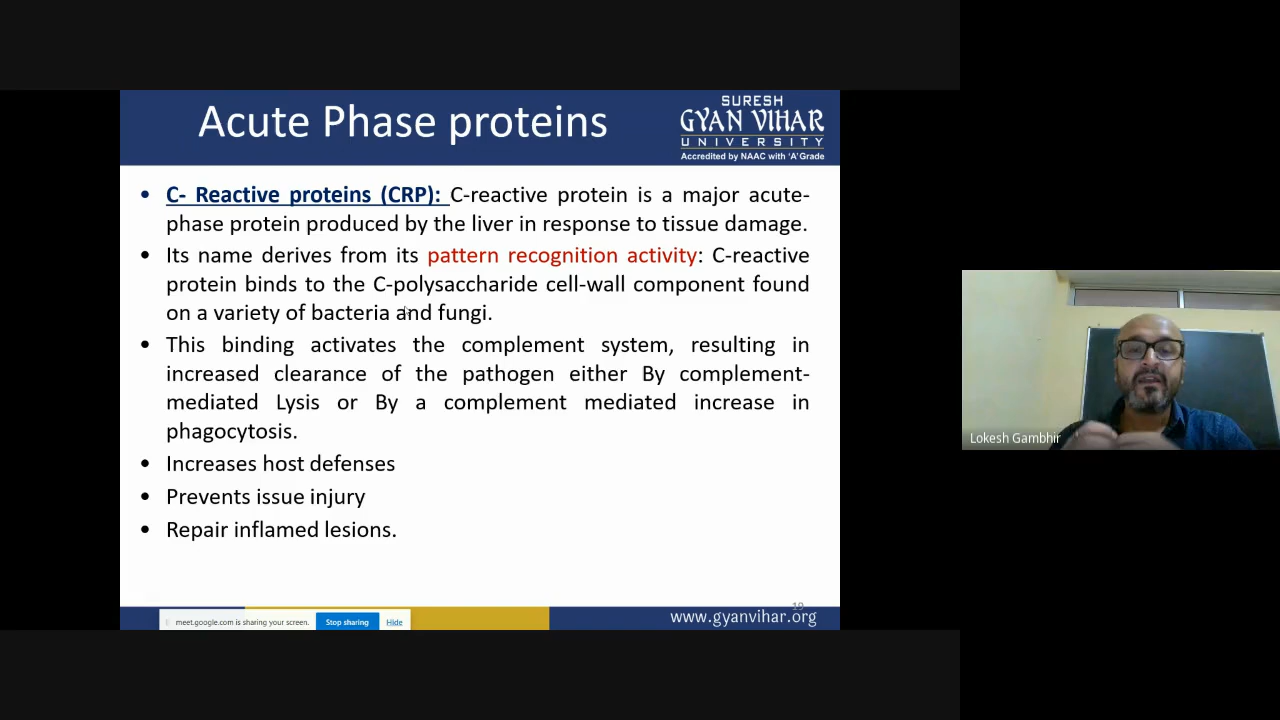 Acute Phase proteins
SURESH
GYAN VIHAR
UNIVERSITY
Accredited by NAAC with 'A' Grade
• C- Reactive proteins (CRP): C-reactive protein is a major acute-
phase protein produced by the liver in response to tissue damage.
• Its name derives from its pattern recognition activity: C-reactive
protein binds to the C-polysaccharide cell-wall component found
on a variety of bacteria and fungi.
• This binding activates the complement system, resulting in
increased clearance of the pathogen either By complement-
mediated Lysis or By a complement mediated increase in
phagocytosis.
• Increases host defenses
• Prevents issue injury
• Repair inflamed lesions.
19
www.gyanvihar.org
meet.google.com is sharing your screen. Stop sharing Hide
Lokesh Gambhir